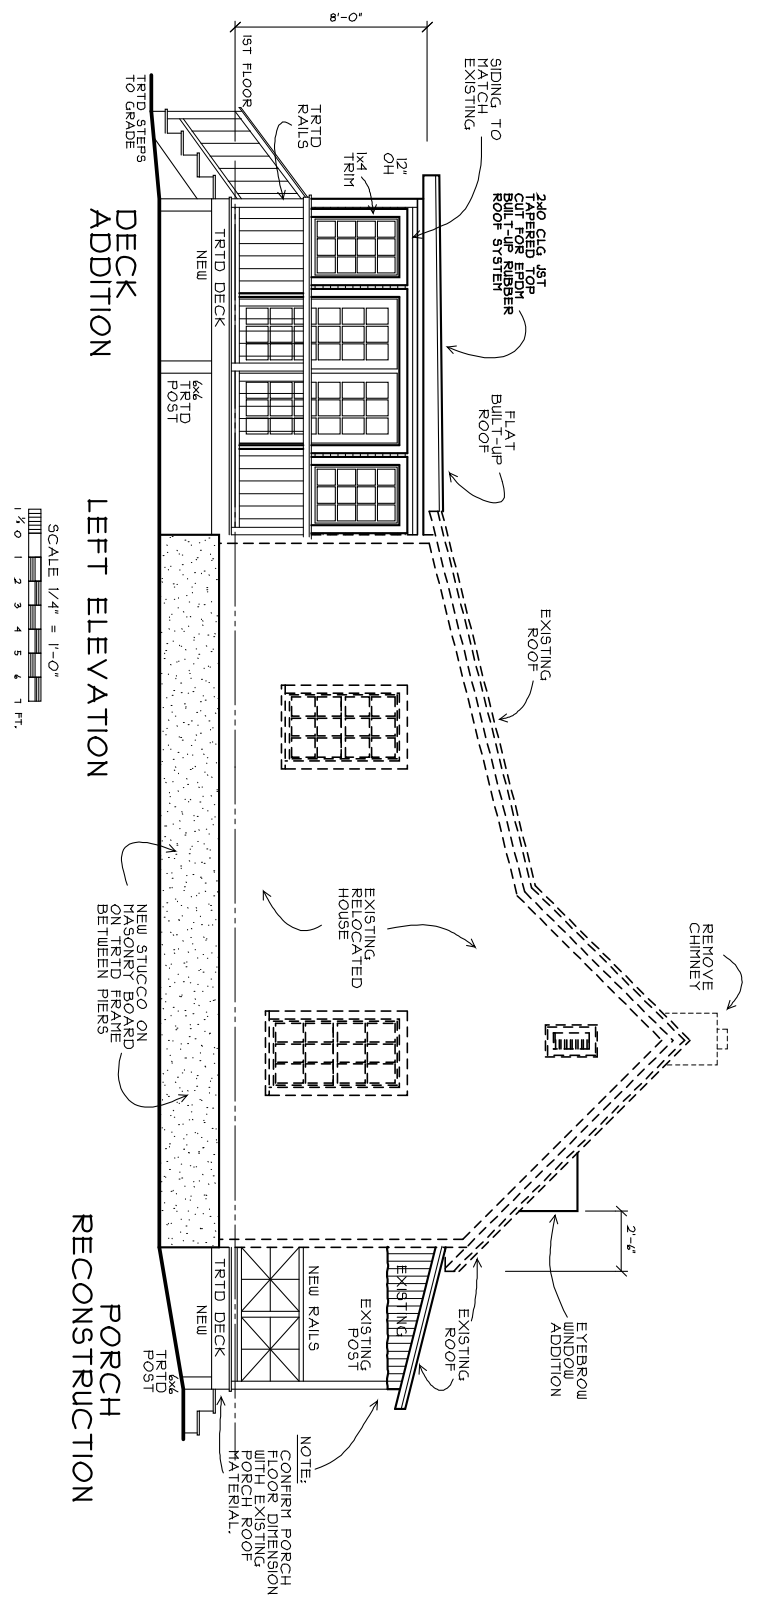 8'-0"
1ST FLOOR
TRTD STEPS
TO GRADE
TRTD
RAILS
SIDING TO
MATCH
EXISTING
12"
OH
1x4
TRIM
2x10 CLG JST
TAPERED TOP
CUT FOR EPDM
BUILT-UP RUBBER
ROOF SYSTEM
FLAT
BUILT-UP
ROOF
TRTD DECK
NEW
6x6
TRTD
POST
DECK
ADDITION
EXISTING
ROOF
REMOVE
CHIMNEY
EXISTING
RELOCATED
HOUSE
NEW STUCCO ON
MASONRY BOARD
ON TRTD FRAME
BETWEEN PIERS
2'-6"
EYEBROW
WINDOW
ADDITION
EXISTING
ROOF
EXISTING
EXISTING
POST
NEW RAILS
TRTD DECK
NEW
6x6
TRTD
POST
NOTE:
CONFIRM PORCH
FLOOR DIMENSION
WITH EXISTING
PORCH ROOF
MATERIAL.
PORCH
RECONSTRUCTION
LEFT ELEVATION
SCALE 1/4" = 1'-0"
1 ½ 0 1 2 3 4 5 6 7 FT.